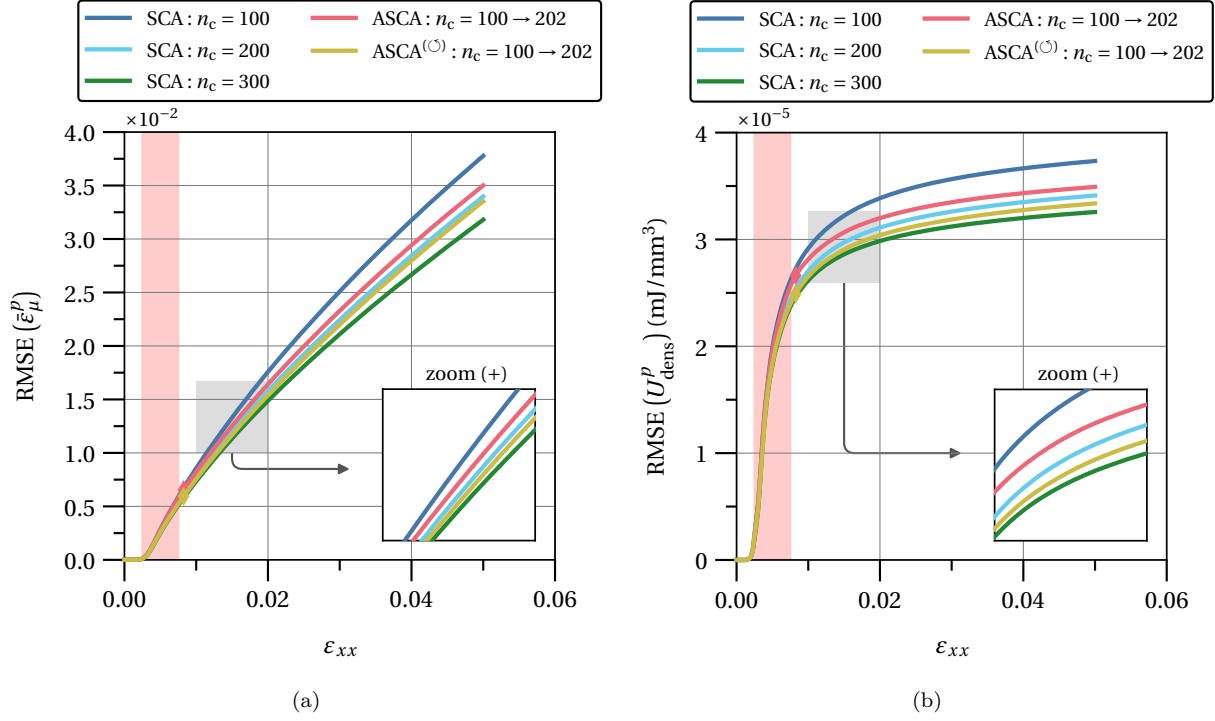 SCA : n_c = 100
SCA : n_c = 200
SCA : n_c = 300
ASCA : n_c = 100 → 202
ASCA^(↺) : n_c = 100 → 202
×10⁻²
4.0
3.5
3.0
2.5
2.0
1.5
1.0
0.5
0.0
RMSE (ε̄^p_μ)
zoom (+)
0.00 0.02 0.04 0.06
ε_xx
(a)
SCA : n_c = 100
SCA : n_c = 200
SCA : n_c = 300
ASCA : n_c = 100 → 202
ASCA^(↺) : n_c = 100 → 202
×10⁻⁵
4
3
2
1
0
RMSE (U^p_dens) (mJ/mm³)
zoom (+)
0.00 0.02 0.04 0.06
ε_xx
(b)